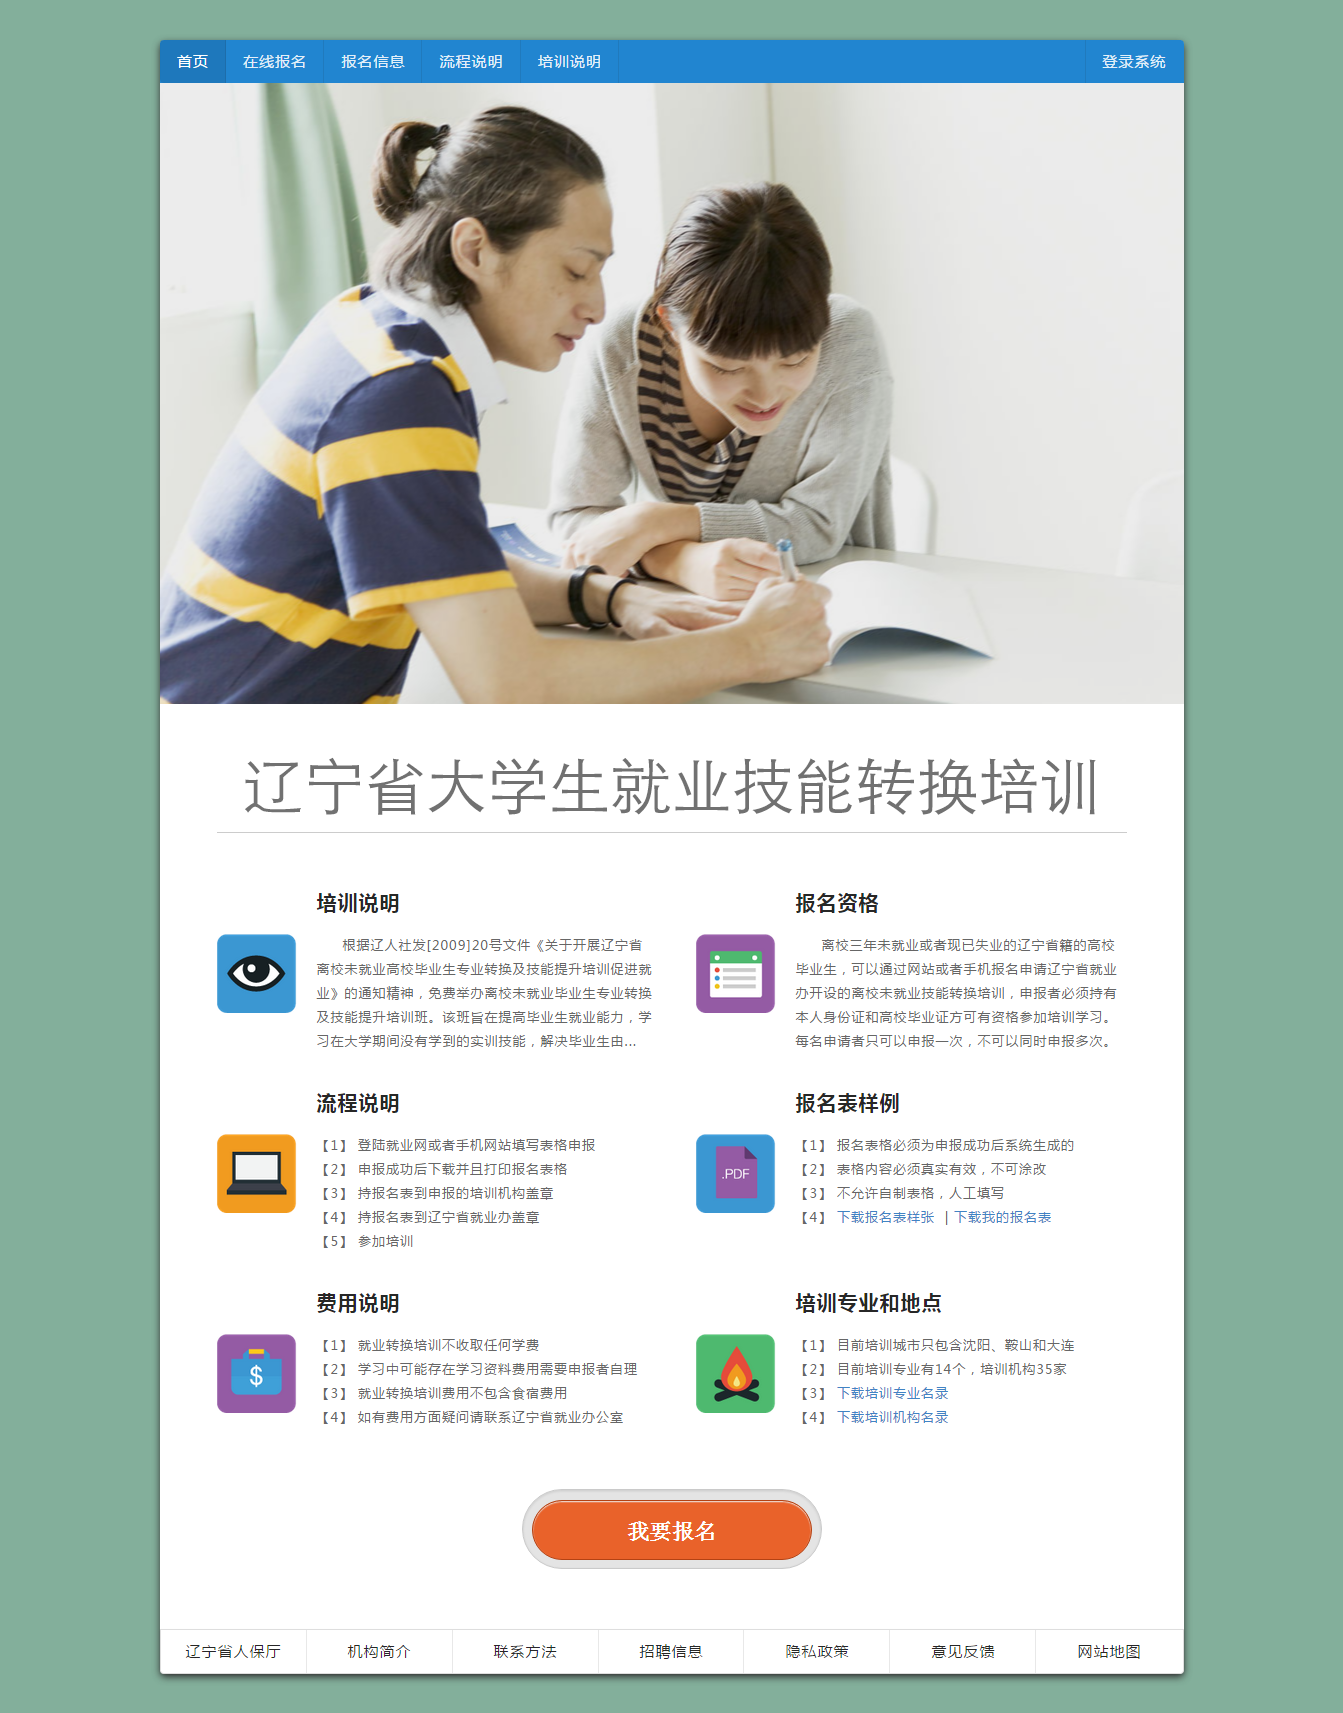 首页 在线报名 报名信息 流程说明 培训说明 登录系统
辽宁省大学生就业技能转换培训
培训说明
根据辽人社发[2009]20号文件《关于开展辽宁省
离校未就业高校毕业生专业转换及技能提升培训促进就
业》的通知精神，免费举办离校未就业毕业生专业转换
及技能提升培训班。该班旨在提高毕业生就业能力，学
习在大学期间没有学到的实训技能，解决毕业生由...
报名资格
离校三年未就业或者现已失业的辽宁省籍的高校
毕业生，可以通过网站或者手机报名申请辽宁省就业
办开设的离校未就业技能转换培训，申报者必须持有
本人身份证和高校毕业证方可有资格参加培训学习。
每名申请者只可以申报一次，不可以同时申报多次。
流程说明
【1】 登陆就业网或者手机网站填写表格申报
【2】 申报成功后下载并且打印报名表格
【3】 持报名表到申报的培训机构盖章
【4】 持报名表到辽宁省就业办盖章
【5】 参加培训
.PDF
报名表样例
【1】 报名表格必须为申报成功后系统生成的
【2】 表格内容必须真实有效，不可涂改
【3】 不允许自制表格，人工填写
【4】 下载报名表样张 | 下载我的报名表
$
费用说明
【1】 就业转换培训不收取任何学费
【2】 学习中可能存在学习资料费用需要申报者自理
【3】 就业转换培训费用不包含食宿费用
【4】 如有费用方面疑问请联系辽宁省就业办公室
培训专业和地点
【1】 目前培训城市只包含沈阳、鞍山和大连
【2】 目前培训专业有14个，培训机构35家
【3】 下载培训专业名录
【4】 下载培训机构名录
我要报名
辽宁省人保厅 机构简介 联系方法 招聘信息 隐私政策 意见反馈 网站地图